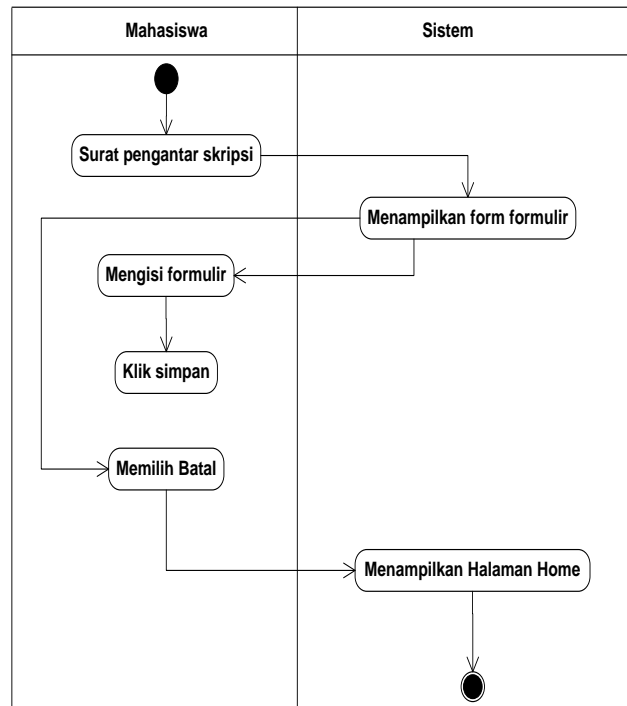 Mahasiswa
Sistem
Surat pengantar skripsi
Menampilkan form formulir
Mengisi formulir
Klik simpan
Memilih Batal
Menampilkan Halaman Home